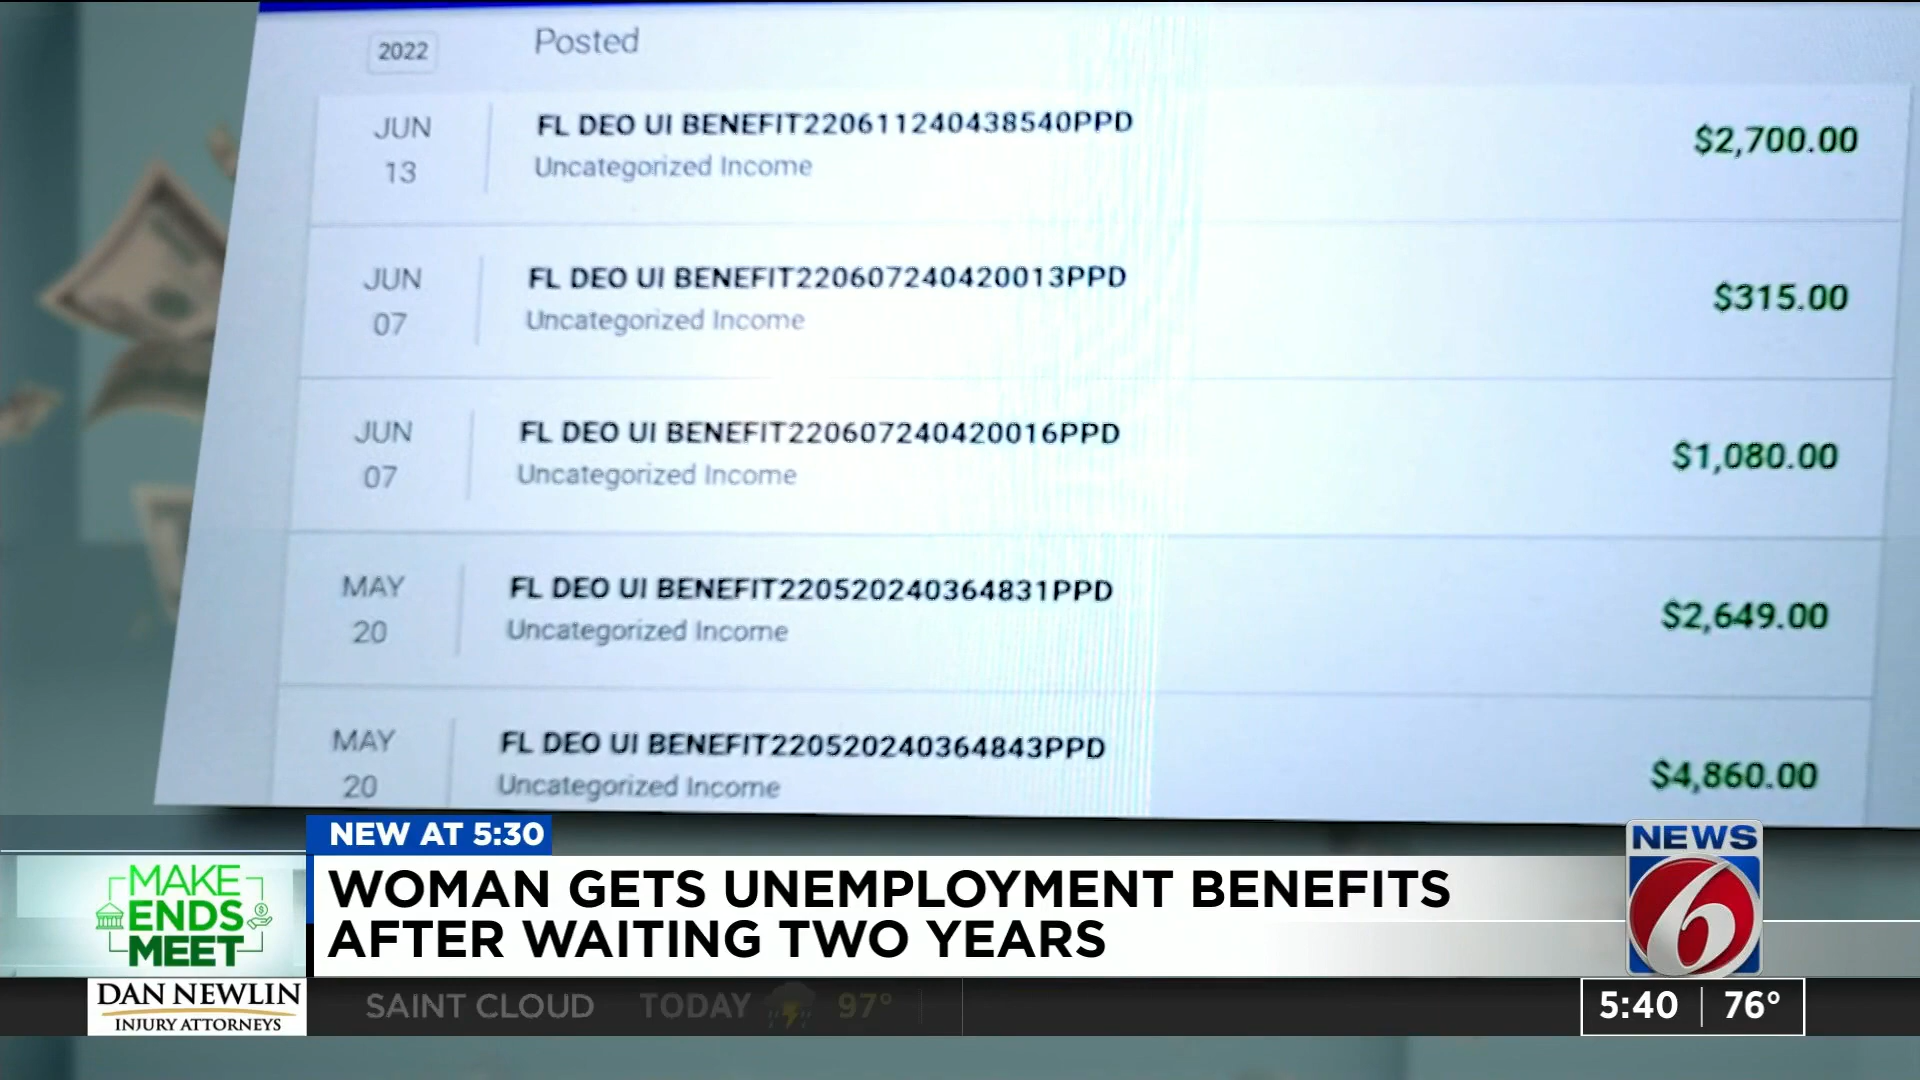 2022
Posted
JUN
13
FL DEO UI BENEFIT220611240438540PPD
Uncategorized Income
$2,700.00
JUN
07
FL DEO UI BENEFIT220607240420013PPD
Uncategorized Income
$315.00
JUN
07
FL DEO UI BENEFIT220607240420016PPD
Uncategorized Income
$1,080.00
MAY
20
FL DEO UI BENEFIT220520240364831PPD
Uncategorized Income
$2,649.00
MAY
20
FL DEO UI BENEFIT220520240364843PPD
Uncategorized Income
$4,860.00
NEW AT 5:30
WOMAN GETS UNEMPLOYMENT BENEFITS
AFTER WAITING TWO YEARS
MAKE
ENDS
MEET
NEWS
6
DAN NEWLIN
INJURY ATTORNEYS
SAINT CLOUD TODAY 97°
5:40 76°